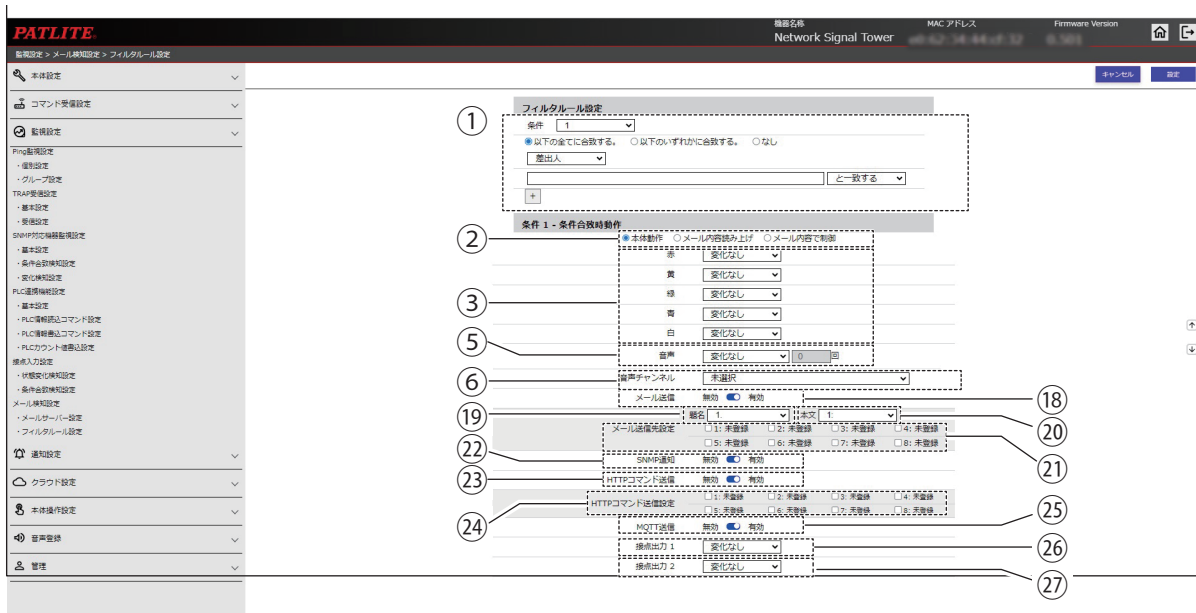 PATLITE
機器名称
MAC アドレス
Firmware Version
Network Signal Tower
監視設定 > メール検知設定 > フィルタルール設定
キャンセル
設定
本体設定
コマンド受信設定
監視設定
Ping監視設定
・個別設定
・グループ設定
TRAP受信設定
・基本設定
・受信設定
SNMP対応機器監視設定
・基本設定
・条件合致検知設定
・変化検知設定
PLC連携機能設定
・基本設定
・PLC情報読込コマンド設定
・PLC情報書込コマンド設定
・PLCカウント値書込設定
接点入力設定
・状態変化検知設定
・条件合致検知設定
メール検知設定
・メールサーバー設定
・フィルタルール設定
通知設定
クラウド設定
本体操作設定
音声登録
管理
フィルタルール設定
① 条件 1
以下の全てに合致する。 以下のいずれかに合致する。 なし
差出人
と一致する
+
条件 1 - 条件合致時動作
② 本体動作 メール内容読み上げ メール内容で制御
赤 変化なし
黄 変化なし
③ 緑 変化なし
青 変化なし
白 変化なし
⑤ 音声 変化なし 0 回
⑥ 音声チャンネル 未選択
メール送信 無効 有効 ⑱
⑲ 題名 1. 本文 1: ⑳
メール送信先設定 1: 未登録 2: 未登録 3: 未登録 4: 未登録
5: 未登録 6: 未登録 7: 未登録 8: 未登録 ㉑
㉒ SNMP通知 無効 有効
㉓ HTTPコマンド送信 無効 有効
㉔ HTTPコマンド送信設定 1: 未登録 2: 未登録 3: 未登録 4: 未登録
5: 未登録 6: 未登録 7: 未登録 8: 未登録
MQTT送信 無効 有効 ㉕
接点出力 1 変化なし ㉖
接点出力 2 変化なし ㉗